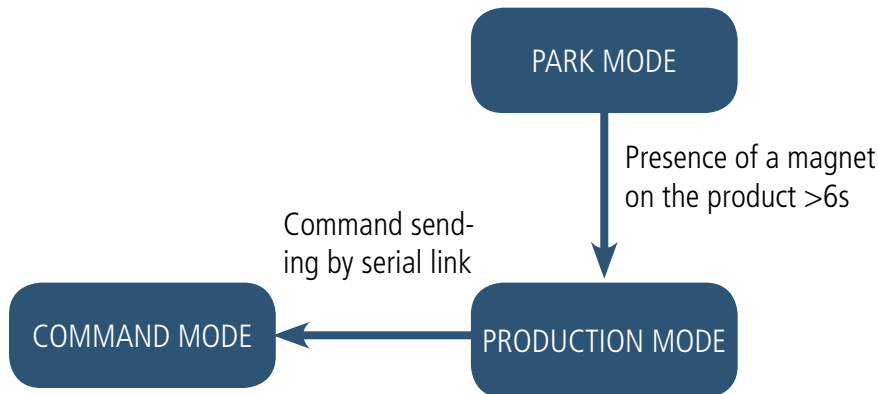 PARK MODE
Presence of a magnet
on the product >6s
Command send-
ing by serial link
COMMAND MODE
PRODUCTION MODE